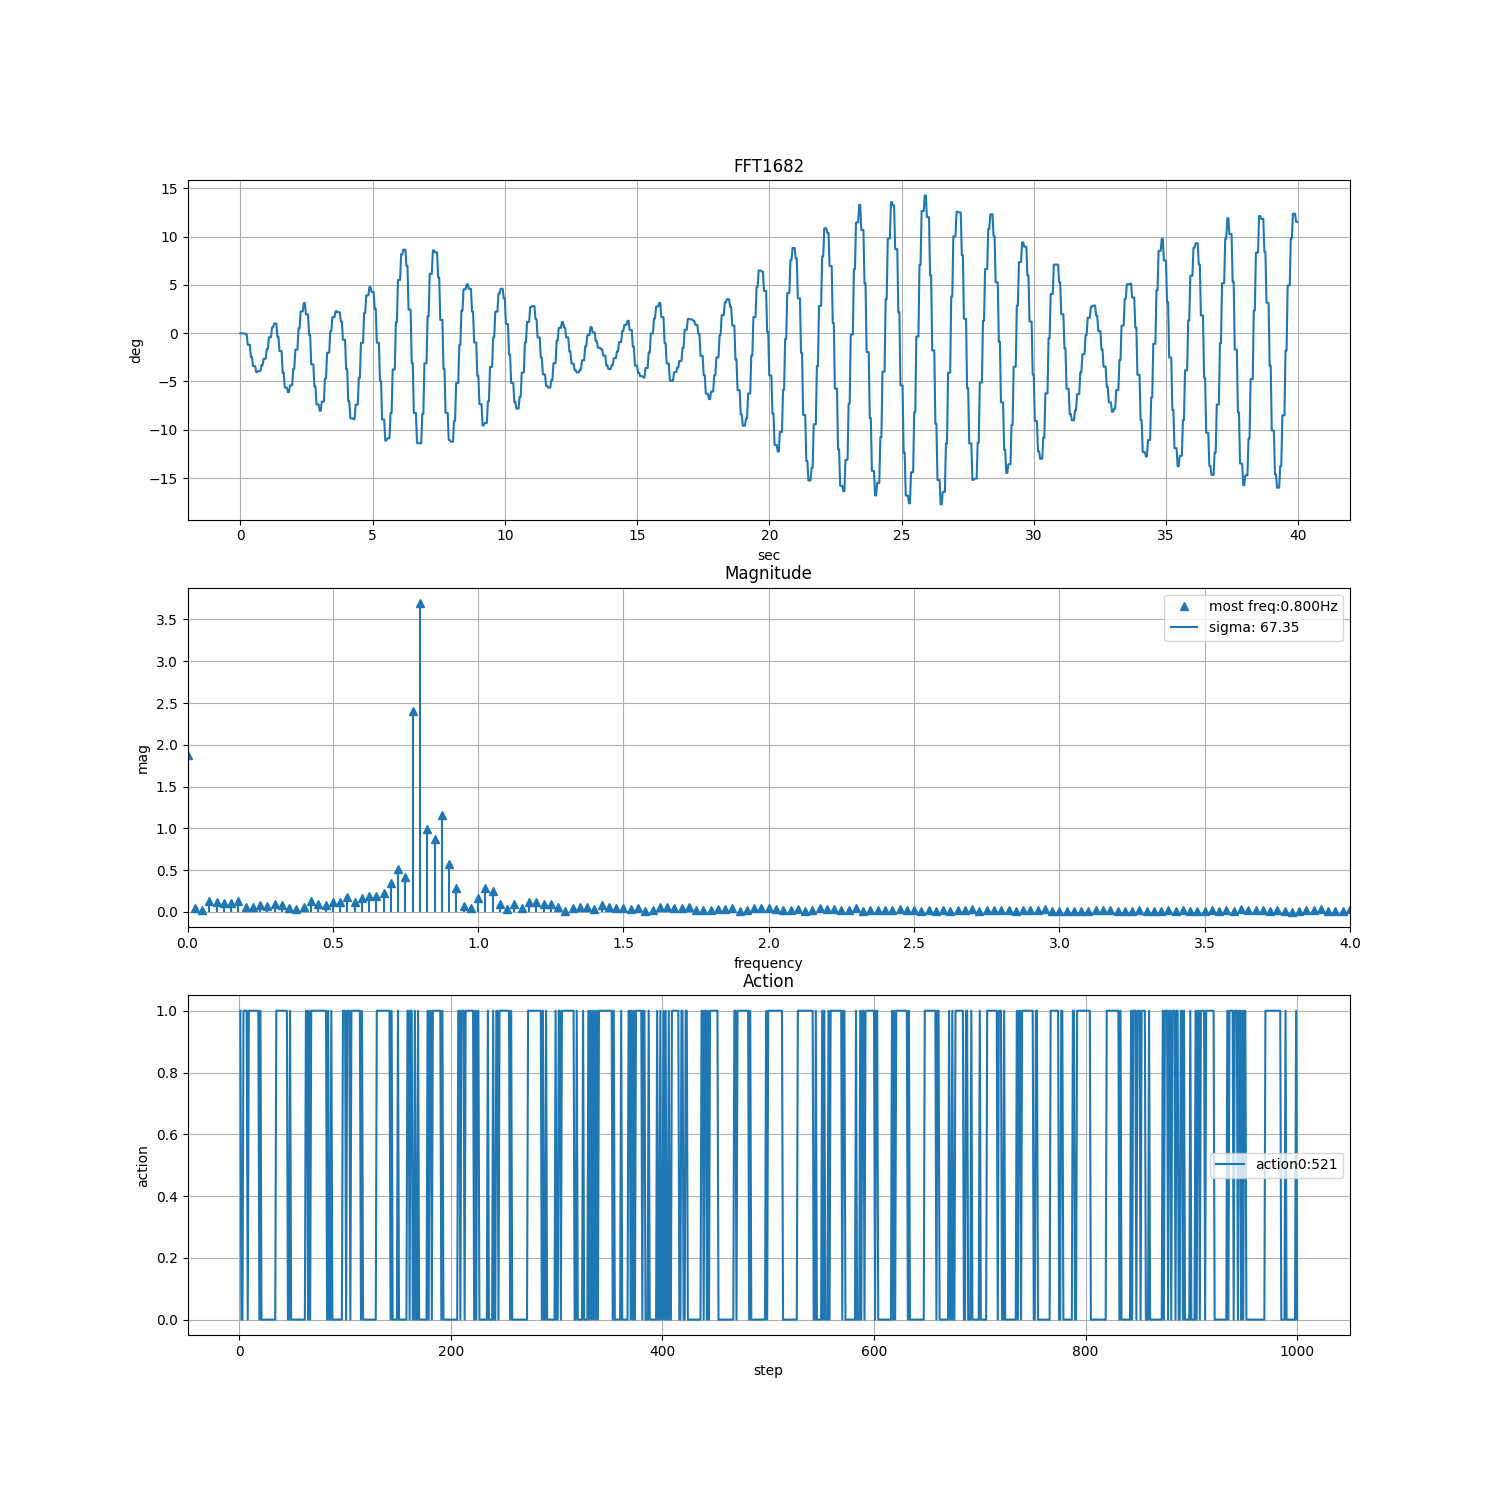 FFT1682
15
10
5
0
−5
−10
−15
deg
0 5 10 15 20 25 30 35 40
sec
Magnitude
most freq:0.800Hz
sigma: 67.35
3.5
3.0
2.5
2.0
1.5
1.0
0.5
0.0
mag
0.0 0.5 1.0 1.5 2.0 2.5 3.0 3.5 4.0
frequency
Action
1.0
0.8
0.6
0.4
0.2
0.0
action
action0:521
0 200 400 600 800 1000
step